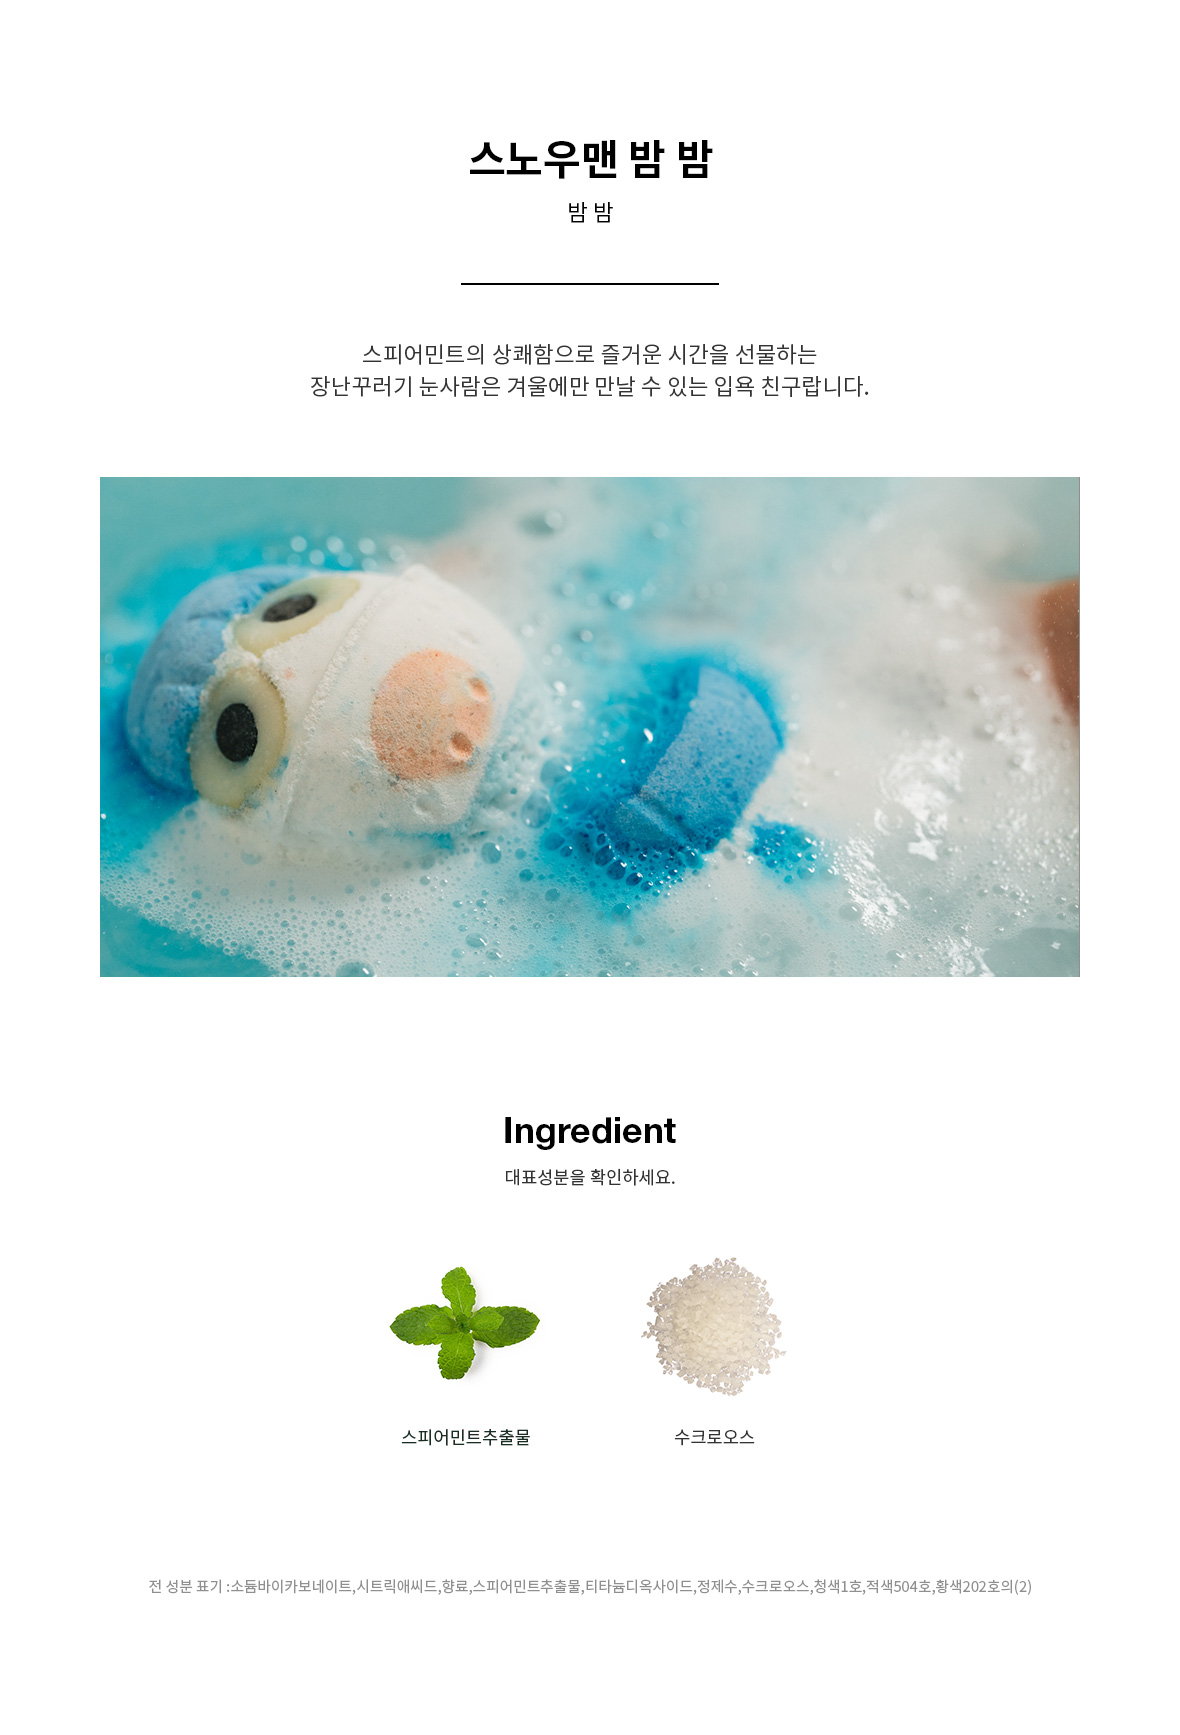 스노우맨 밤 밤
밤 밤
스피어민트의 상쾌함으로 즐거운 시간을 선물하는
장난꾸러기 눈사람은 겨울에만 만날 수 있는 입욕 친구랍니다.
Ingredient
대표성분을 확인하세요.
스피어민트추출물
수크로오스
전 성분 표기 :소듐바이카보네이트,시트릭애씨드,향료,스피어민트추출물,티타늄디옥사이드,정제수,수크로오스,청색1호,적색504호,황색202호의(2)